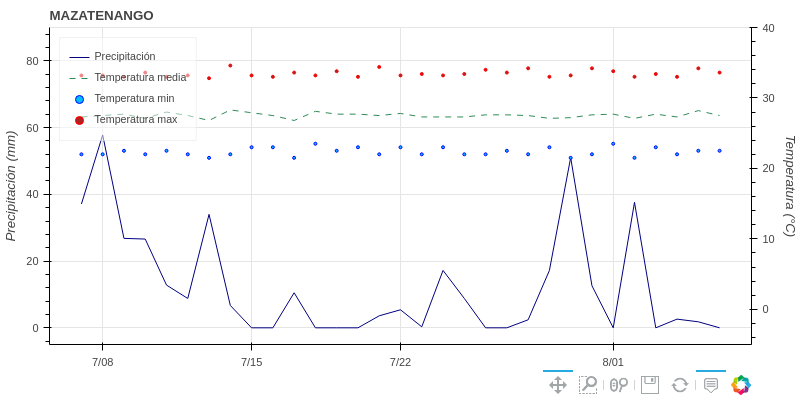 MAZATENANGO
Precipitación
Temperatura media
Temperatura min
Temperatura max
Precipitación (mm)
80
60
40
20
0
Temperatura (°C)
40
30
20
10
0
7/08
7/15
7/22
8/01